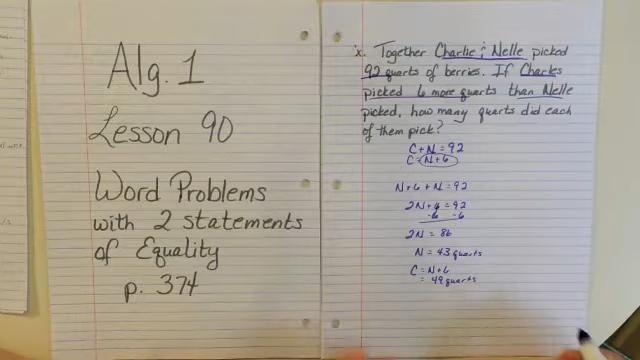 Alg. 1
Lesson 90
Word Problems
with 2 statements
of Equality
p. 374
x. Together Charlie & Nelle picked
92 quarts of berries. If Charles
picked 6 more quarts than Nelle
picked, how many quarts did each
of them pick?
C + N = 92
C = N + 6
N + 6 + N = 92
2N + 6 = 92
-6 -6
2N = 86
N = 43 quarts
C = N + 6
= 49 quarts